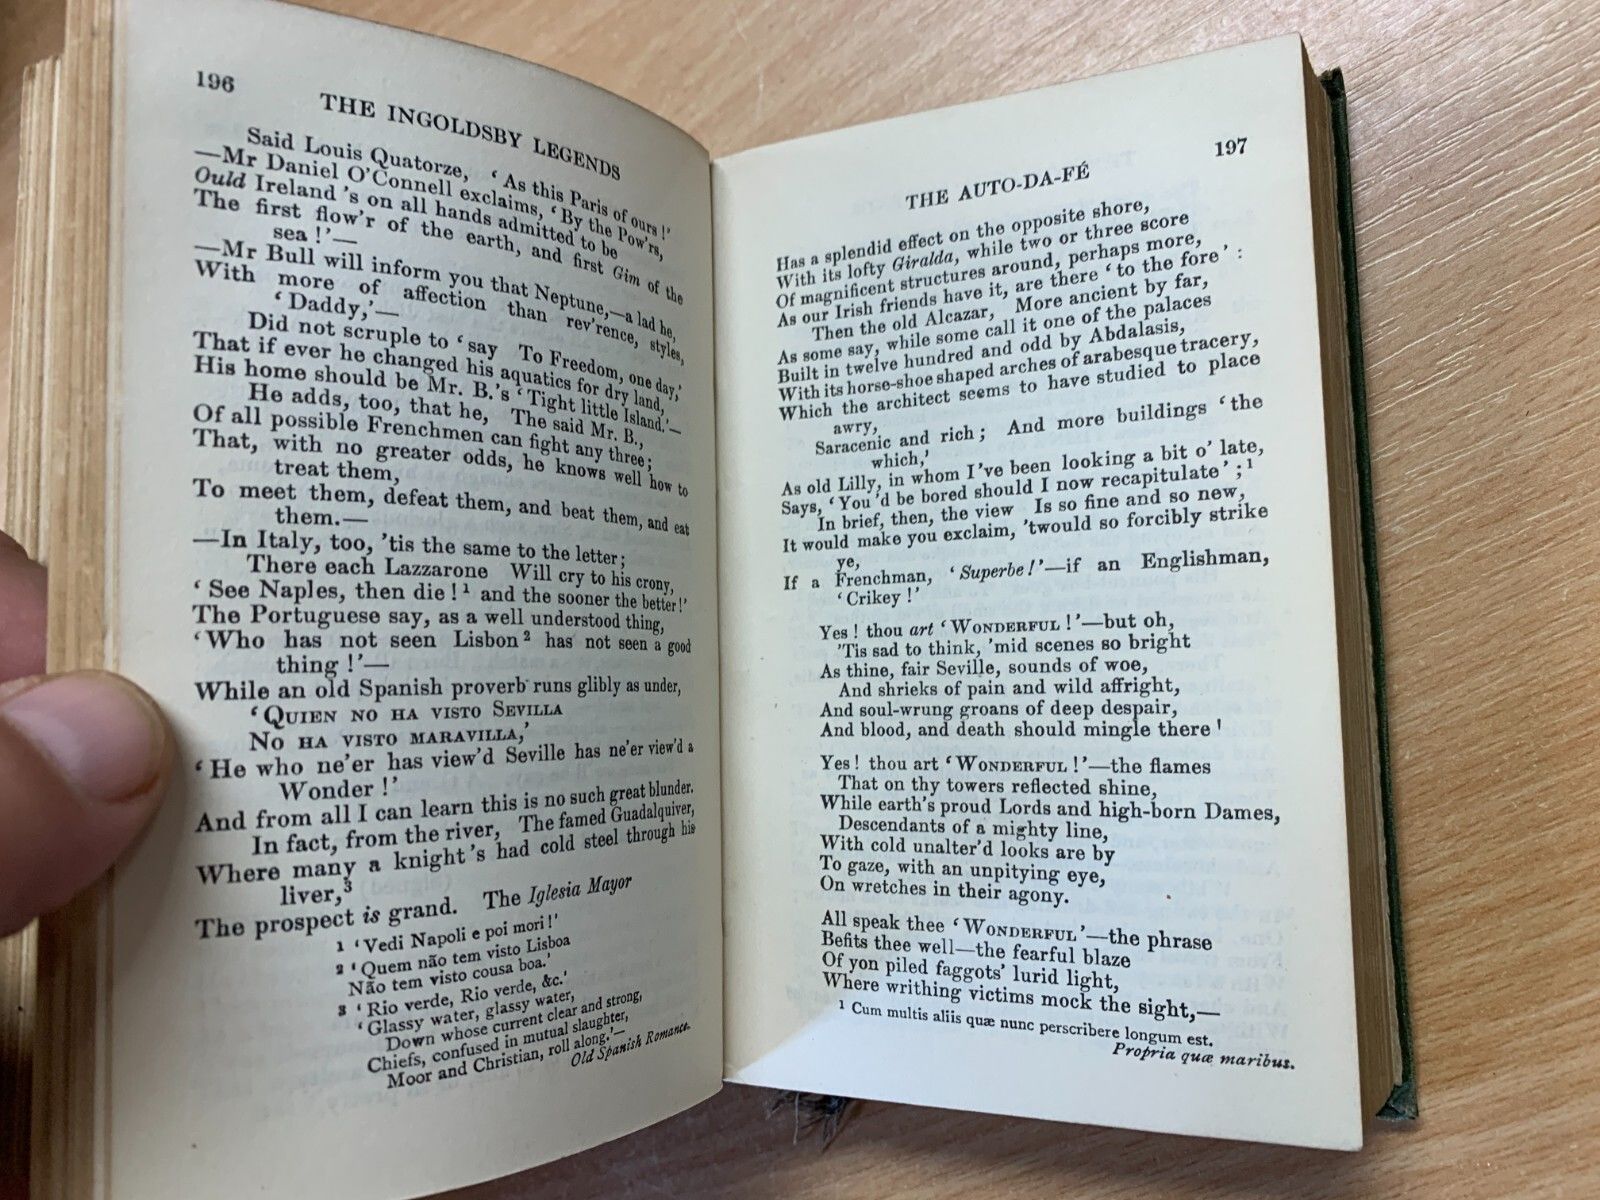 196
THE INGOLDSBY LEGENDS
Said Louis Quatorze, ‘As this Paris of ours!’
—Mr Daniel O'Connell exclaims, ‘By the Pow'rs,
Ould Ireland 's on all hands admitted to be
The first flow'r of the earth, and first Gim of the
sea!’—
—Mr Bull will inform you that Neptune,—a lad he,
With more of affection than rev'rence, styles,
‘Daddy,’—
Did not scruple to ‘say To Freedom, one day,’
That if ever he changed his aquatics for dry land,
His home should be Mr. B.'s ‘Tight little Island.’—
He adds, too, that he, The said Mr. B.,
Of all possible Frenchmen can fight any three;
That, with no greater odds, he knows well how to
treat them,
To meet them, defeat them, and beat them, and eat
them.—
—In Italy, too, 'tis the same to the letter;
There each Lazzarone Will cry to his crony,
‘See Naples, then die!¹ and the sooner the better!’
The Portuguese say, as a well understood thing,
‘Who has not seen Lisbon² has not seen a good
thing!’—
While an old Spanish proverb runs glibly as under,
‘QUIEN NO HA VISTO SEVILLA
NO HA VISTO MARAVILLA,’
‘He who ne'er has view'd Seville has ne'er view'd a
Wonder!’
And from all I can learn this is no such great blunder.
In fact, from the river, The famed Guadalquiver,
Where many a knight's had cold steel through his
liver,³
The prospect is grand. The Iglesia Mayor
1 ‘Vedi Napoli e poi mori!’
2 ‘Quem não tem visto Lisboa
Não tem visto cousa boa.’
3 ‘Rio verde, Rio verde, &c.’
‘Glassy water, glassy water,
Down whose current clear and strong,
Chiefs, confused in mutual slaughter,
Moor and Christian, roll along.’—
Old Spanish Romance.
197
THE AUTO-DA-FÉ
Has a splendid effect on the opposite shore,
With its lofty Giralda, while two or three score
Of magnificent structures around, perhaps more,
As our Irish friends have it, are there ‘to the fore’:
Then the old Alcazar, More ancient by far,
As some say, while some call it one of the palaces
Built in twelve hundred and odd by Abdalasis,
With its horse-shoe shaped arches of arabesque tracery,
Which the architect seems to have studied to place
awry,
Saracenic and rich; And more buildings ‘the
which,’
As old Lilly, in whom I've been looking a bit o' late,
Says, ‘You'd be bored should I now recapitulate’;¹
In brief, then, the view Is so fine and so new,
It would make you exclaim, 'twould so forcibly strike
ye,
If a Frenchman, ‘Superbe!’—if an Englishman,
‘Crikey!’
Yes! thou art ‘WONDERFUL!’—but oh,
'Tis sad to think, 'mid scenes so bright
As thine, fair Seville, sounds of woe,
And shrieks of pain and wild affright,
And soul-wrung groans of deep despair,
And blood, and death should mingle there!
Yes! thou art ‘WONDERFUL!’—the flames
That on thy towers reflected shine,
While earth's proud Lords and high-born Dames,
Descendants of a mighty line,
With cold unalter'd looks are by
To gaze, with an unpitying eye,
On wretches in their agony.
All speak thee ‘WONDERFUL’—the phrase
Befits thee well—the fearful blaze
Of yon piled faggots' lurid light,
Where writhing victims mock the sight,—
1 Cum multis aliis quæ nunc perscribere longum est.
Propria quæ maribus.